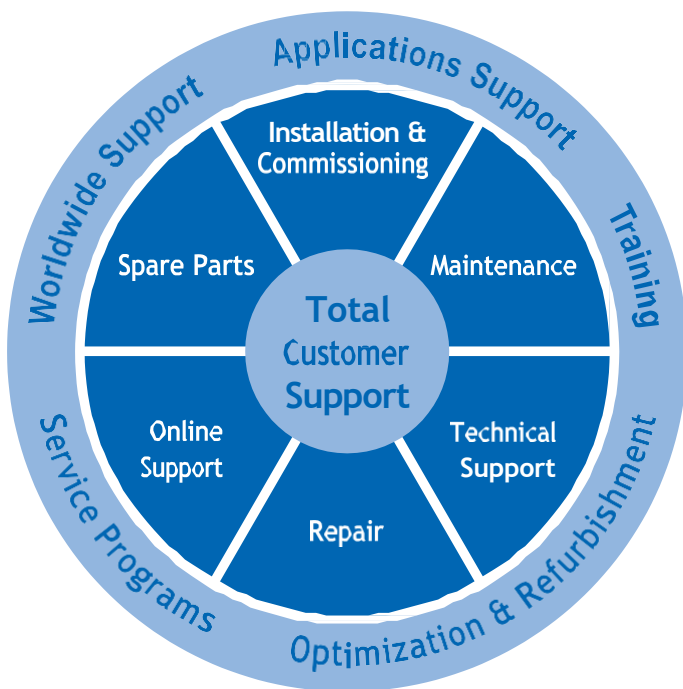 Applications Support
Training
Optimization & Refurbishment
Service Programs
Worldwide Support
Installation &
Commissioning
Maintenance
Technical
Support
Repair
Online
Support
Spare Parts
Total
Customer
Support